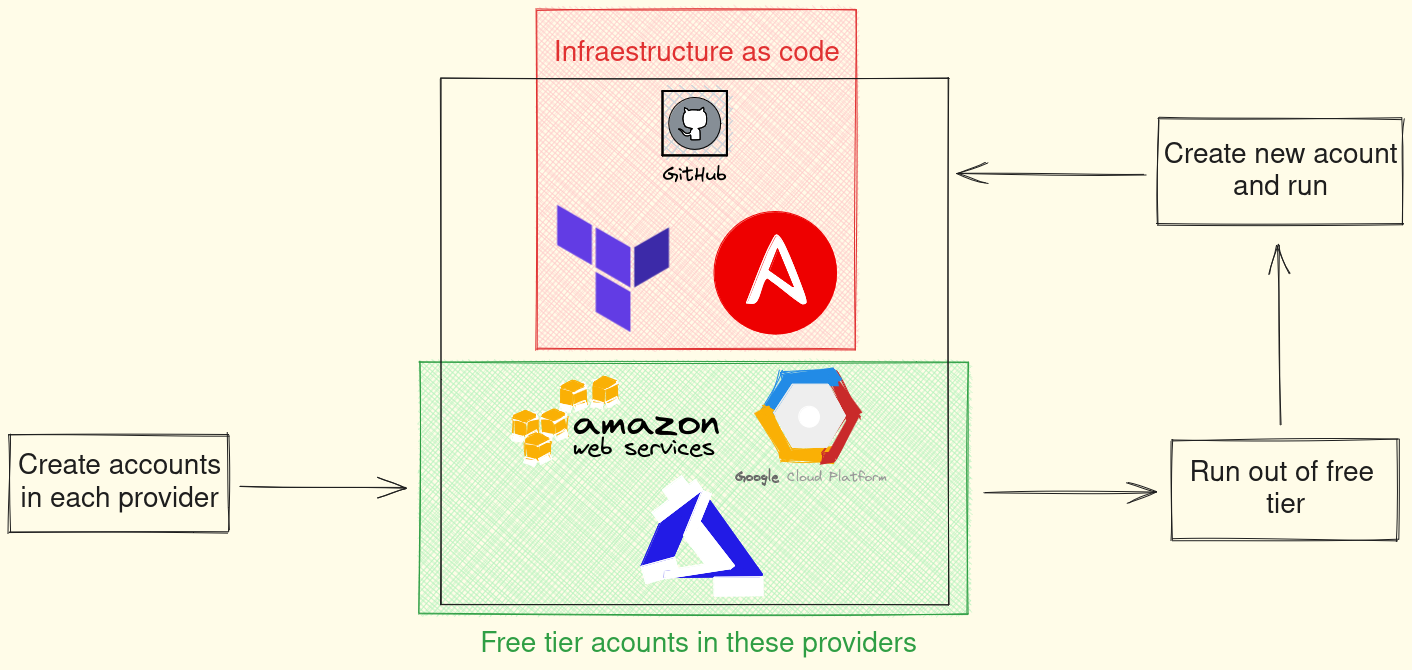 Infraestructure as code
GitHub
Create new acount
and run
amazon
web services
Google Cloud Platform
Create accounts
in each provider
Run out of free
tier
Free tier acounts in these providers